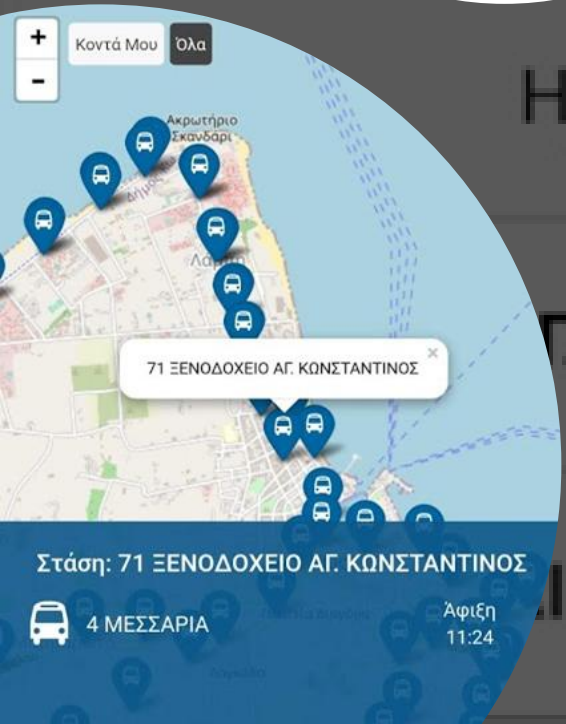 +
-
Κοντά Μου
Όλα
Ακρωτήριο
Σκανδάρι
71 ΞΕΝΟΔΟΧΕΙΟ ΑΓ. ΚΩΝΣΤΑΝΤΙΝΟΣ
×
Στάση: 71 ΞΕΝΟΔΟΧΕΙΟ ΑΓ. ΚΩΝΣΤΑΝΤΙΝΟΣ
4 ΜΕΣΣΑΡΙΑ
Άφιξη
11:24